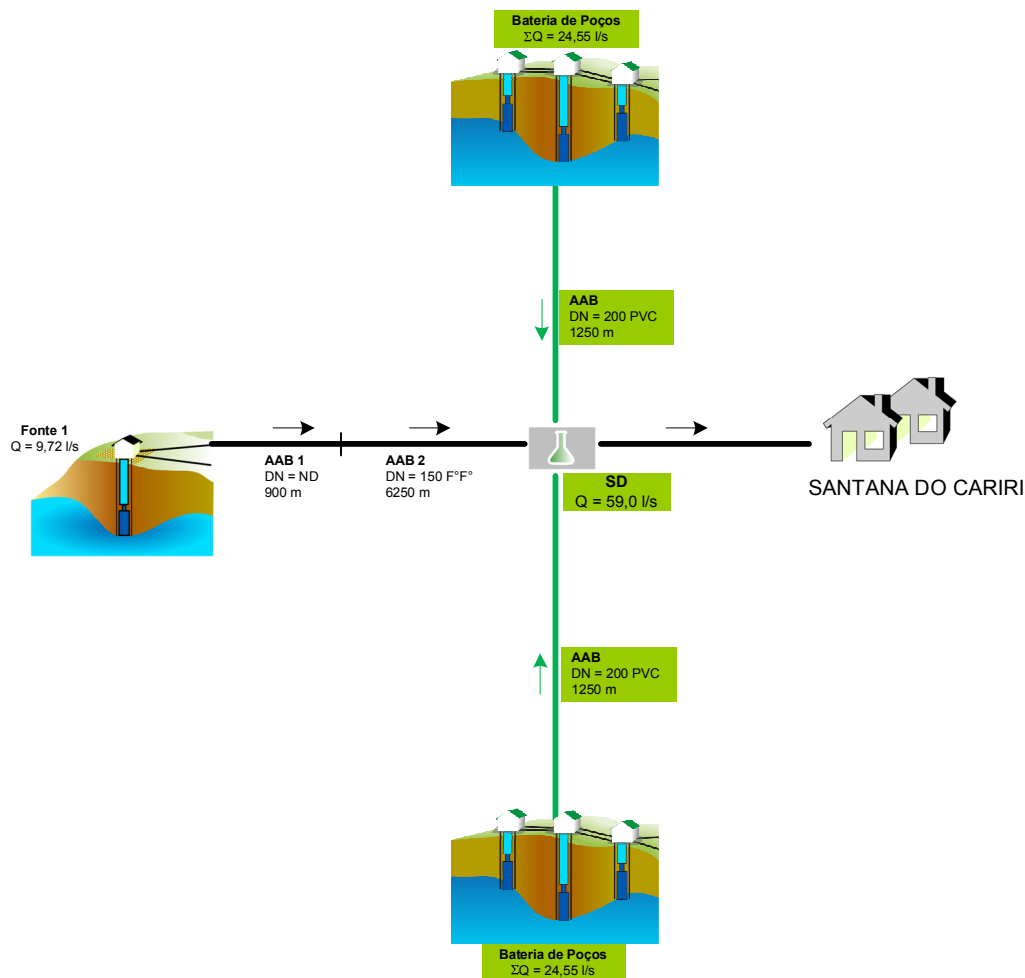 Bateria de Poços
ΣQ = 24,55 l/s
AAB
DN = 200 PVC
1250 m
Fonte 1
Q = 9,72 l/s
AAB 1
DN = ND
900 m
AAB 2
DN = 150 F°F°
6250 m
SD
Q = 59,0 l/s
SANTANA DO CARIRI
AAB
DN = 200 PVC
1250 m
Bateria de Poços
ΣQ = 24,55 l/s